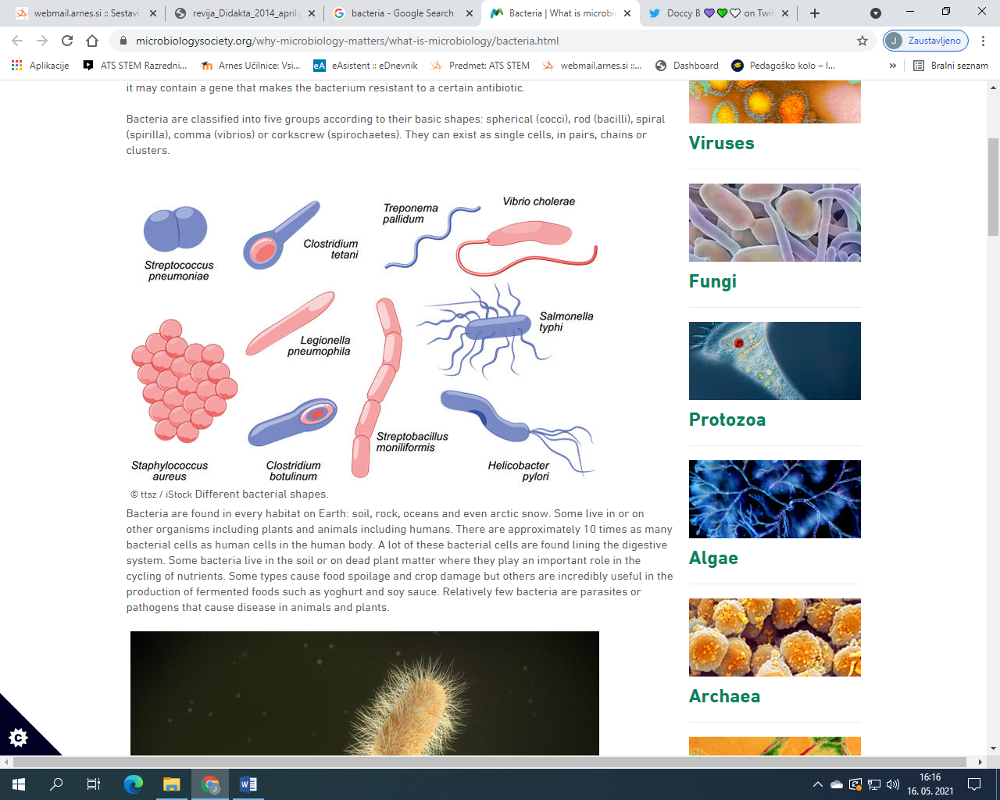 webmail.arnes.si :: Sestavi
revija_Didakta_2014_april.p
bacteria - Google Search
Bacteria | What is microbio
Doccy B 💜💚🤍 on Twit
microbiologysociety.org/why-microbiology-matters/what-is-microbiology/bacteria.html
J Zaustavljeno
Aplikacije
ATS STEM Razredni...
Arnes Učilnice: Vsi...
eA eAsistent :: eDnevnik
Predmet: ATS STEM
webmail.arnes.si ::...
Dashboard
Pedagoško kolo – I...
»
Bralni seznam
it may contain a gene that makes the bacterium resistant to a certain antibiotic.
Bacteria are classified into five groups according to their basic shapes: spherical (cocci), rod (bacilli), spiral
(spirilla), comma (vibrios) or corkscrew (spirochaetes). They can exist as single cells, in pairs, chains or
clusters.
Streptococcus
pneumoniae
Clostridium
tetani
Treponema
pallidum
Vibrio cholerae
Legionella
pneumophila
Salmonella
typhi
Staphylococcus
aureus
Clostridium
botulinum
Streptobacillus
moniliformis
Helicobacter
pylori
© ttsz / iStock Different bacterial shapes.
Bacteria are found in every habitat on Earth: soil, rock, oceans and even arctic snow. Some live in or on
other organisms including plants and animals including humans. There are approximately 10 times as many
bacterial cells as human cells in the human body. A lot of these bacterial cells are found lining the digestive
system. Some bacteria live in the soil or on dead plant matter where they play an important role in the
cycling of nutrients. Some types cause food spoilage and crop damage but others are incredibly useful in the
production of fermented foods such as yoghurt and soy sauce. Relatively few bacteria are parasites or
pathogens that cause disease in animals and plants.
Viruses
Fungi
Protozoa
Algae
Archaea
C
J
W
16:16
16. 05. 2021